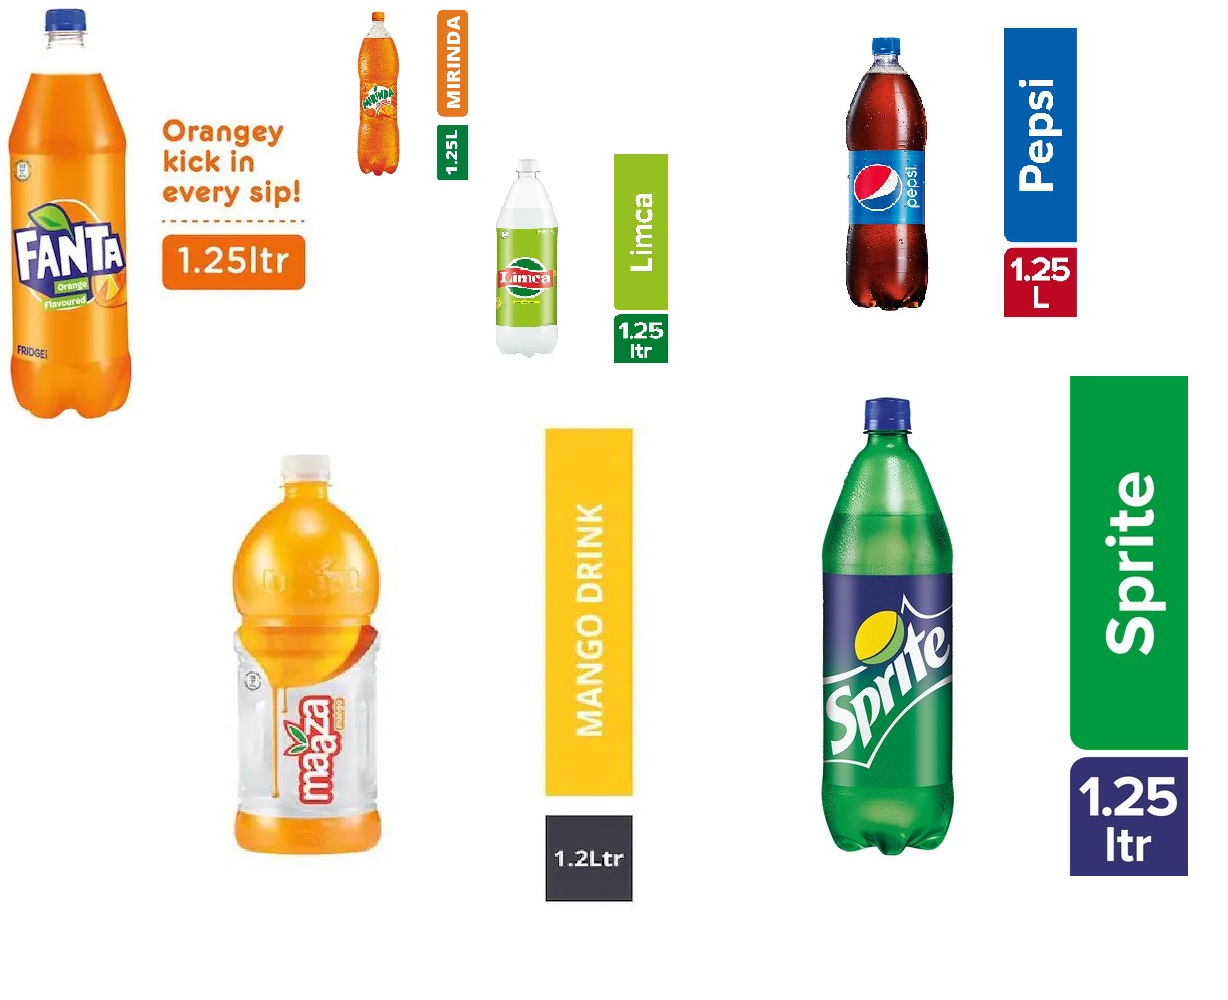 FANTA
Orange
Flavoured
FRIDGE
Orangey
kick in
every sip!
1.25ltr
MIRINDA
MIRINDA
1.25L
Limca
Limca
1.25
ltr
pepsi
Pepsi
1.25
L
maaza
mango
MANGO DRINK
1.2Ltr
Sprite
Sprite
1.25
ltr